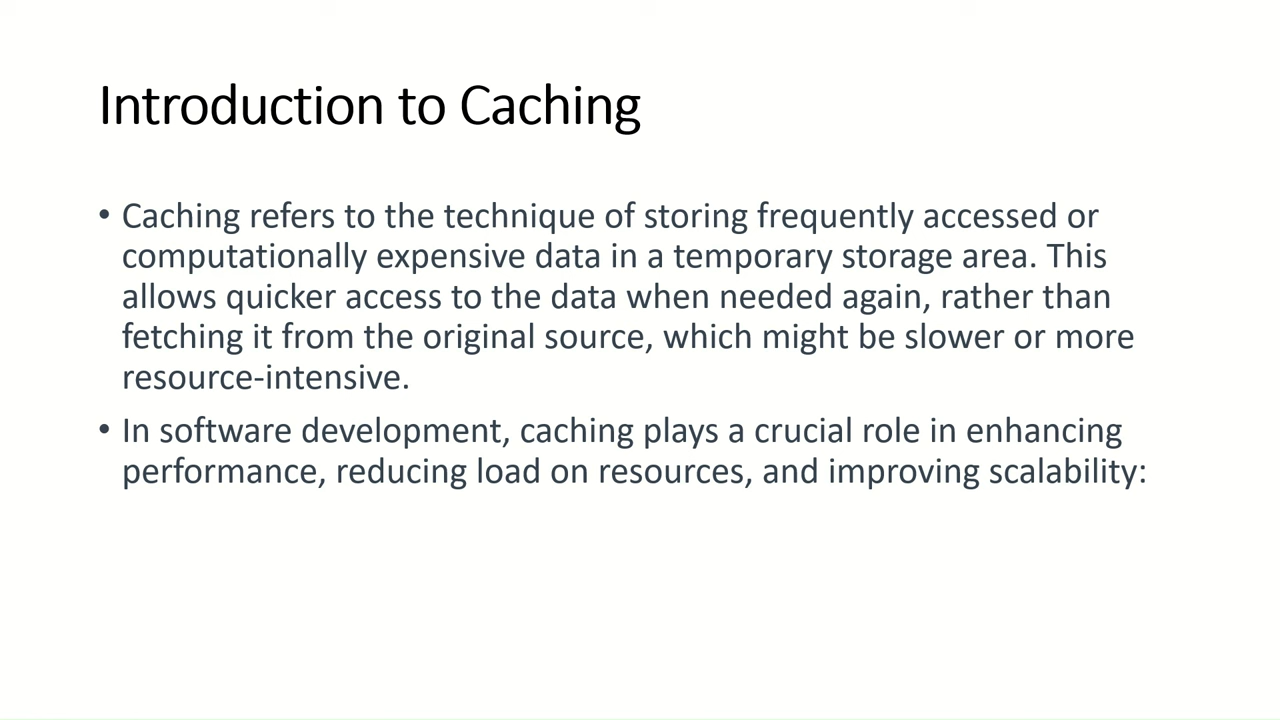 Introduction to Caching
• Caching refers to the technique of storing frequently accessed or
computationally expensive data in a temporary storage area. This
allows quicker access to the data when needed again, rather than
fetching it from the original source, which might be slower or more
resource-intensive.
• In software development, caching plays a crucial role in enhancing
performance, reducing load on resources, and improving scalability: